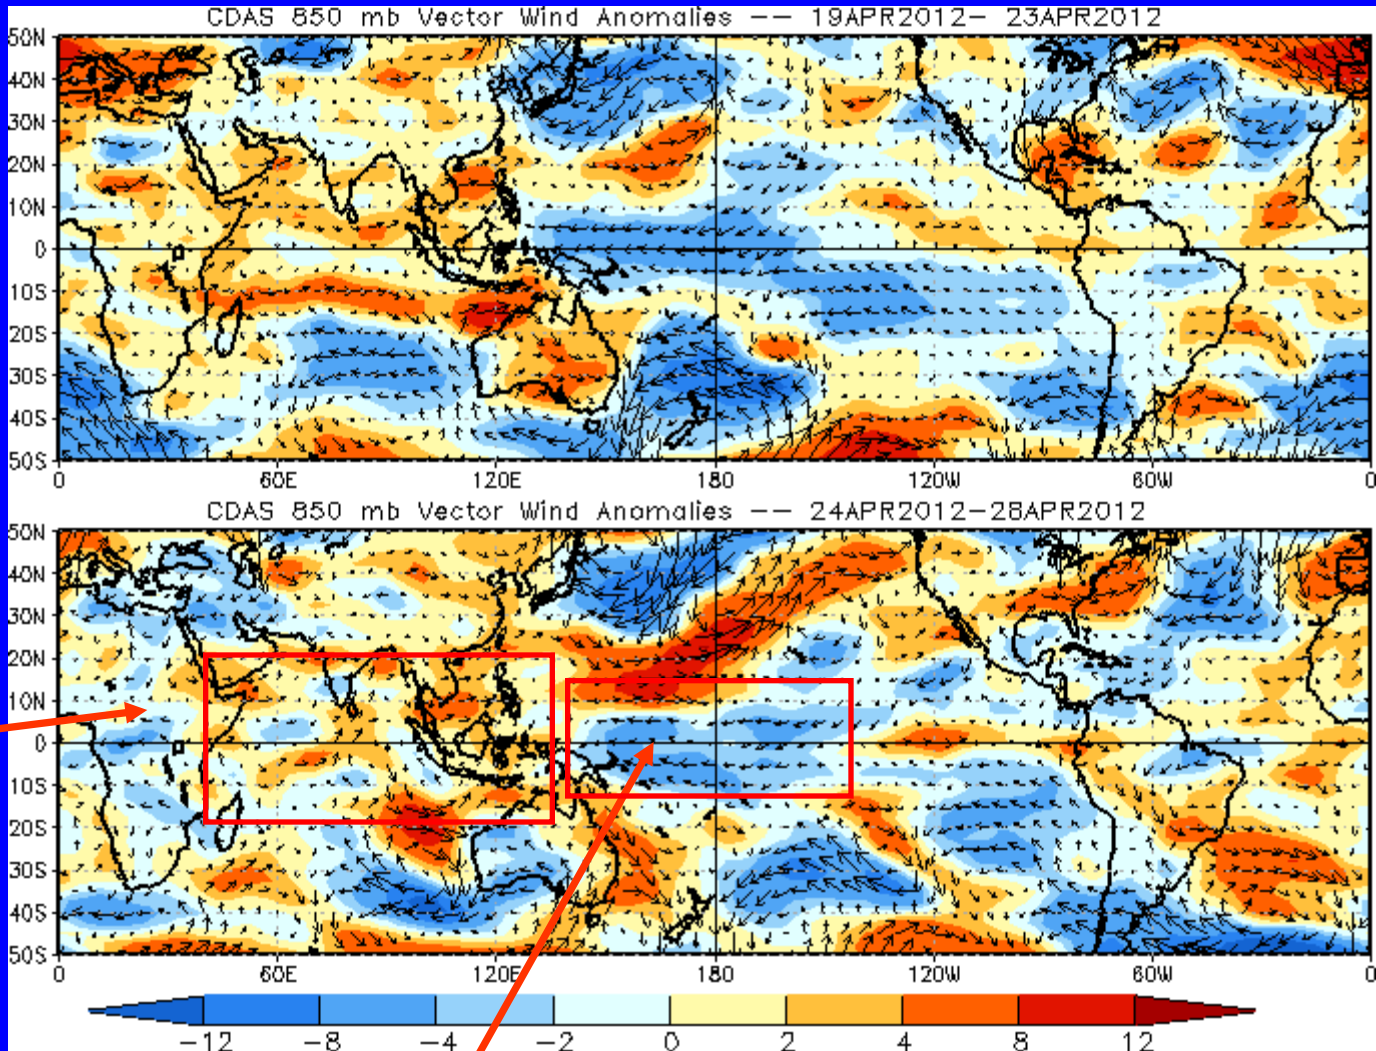 CDAS 850 mb Vector Wind Anomalies -- 19APR2012- 23APR2012
50N
40N
30N
20N
10N
0
10S
20S
30S
40S
50S
0 60E 120E 180 120W 60W 0
CDAS 850 mb Vector Wind Anomalies -- 24APR2012-28APR2012
50N
40N
30N
20N
10N
0
10S
20S
30S
40S
50S
0 60E 120E 180 120W 60W 0
-12 -8 -4 -2 0 2 4 8 12